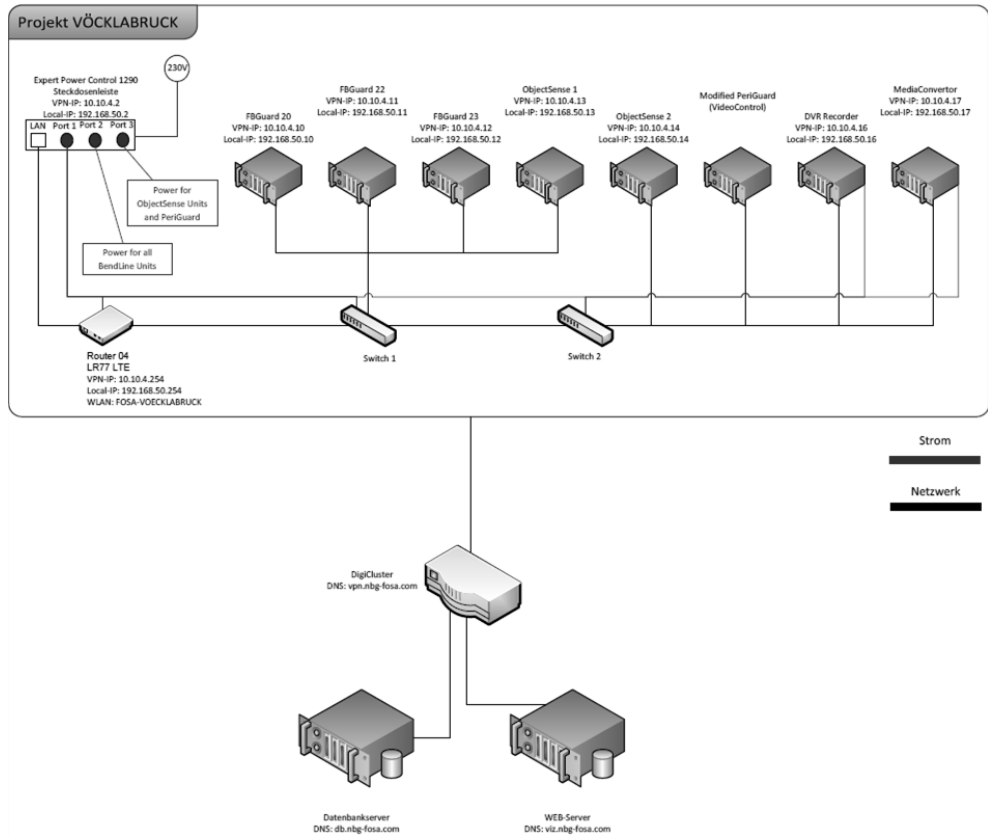 Projekt VÖCKLABRUCK
Expert Power Control 1290
Steckdosenleiste
VPN-IP: 10.10.4.2
Local-IP: 192.168.50.2
230V
LAN Port 1 Port 2 Port 3
Power for
ObjectSense Units
and PeriGuard
Power for all
BendLine Units
FBGuard 20
VPN-IP: 10.10.4.10
Local-IP: 192.168.50.10
FBGuard 22
VPN-IP: 10.10.4.11
Local-IP: 192.168.50.11
FBGuard 23
VPN-IP: 10.10.4.12
Local-IP: 192.168.50.12
ObjectSense 1
VPN-IP: 10.10.4.13
Local-IP: 192.168.50.13
ObjectSense 2
VPN-IP: 10.10.4.14
Local-IP: 192.168.50.14
Modified PeriGuard
(VideoControl)
DVR Recorder
VPN-IP: 10.10.4.16
Local-IP: 192.168.50.16
MediaConvertor
VPN-IP: 10.10.4.17
Local-IP: 192.168.50.17
Router 04
LR77 LTE
VPN-IP: 10.10.4.254
Local-IP: 192.168.50.254
WLAN: FOSA-VOECKLABRUCK
Switch 1
Switch 2
Strom
Netzwerk
DigiCluster
DNS: vpn.nbg-fosa.com
Datenbankserver
DNS: db.nbg-fosa.com
WEB-Server
DNS: viz.nbg-fosa.com